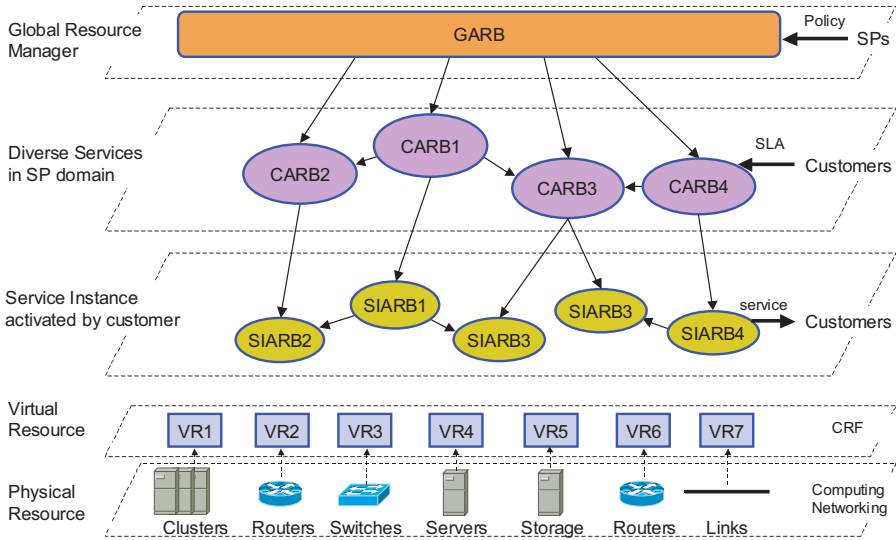 Global Resource
Manager
GARB
Policy
SPs
Diverse Services
in SP domain
CARB2
CARB1
CARB3
CARB4
SLA
Customers
Service Instance
activated by customer
SIARB2
SIARB1
SIARB3
SIARB3
SIARB4
service
Customers
Virtual
Resource
VR1
VR2
VR3
VR4
VR5
VR6
VR7
CRF
Physical
Resource
Clusters
Routers
Switches
Servers
Storage
Routers
Links
Computing
Networking